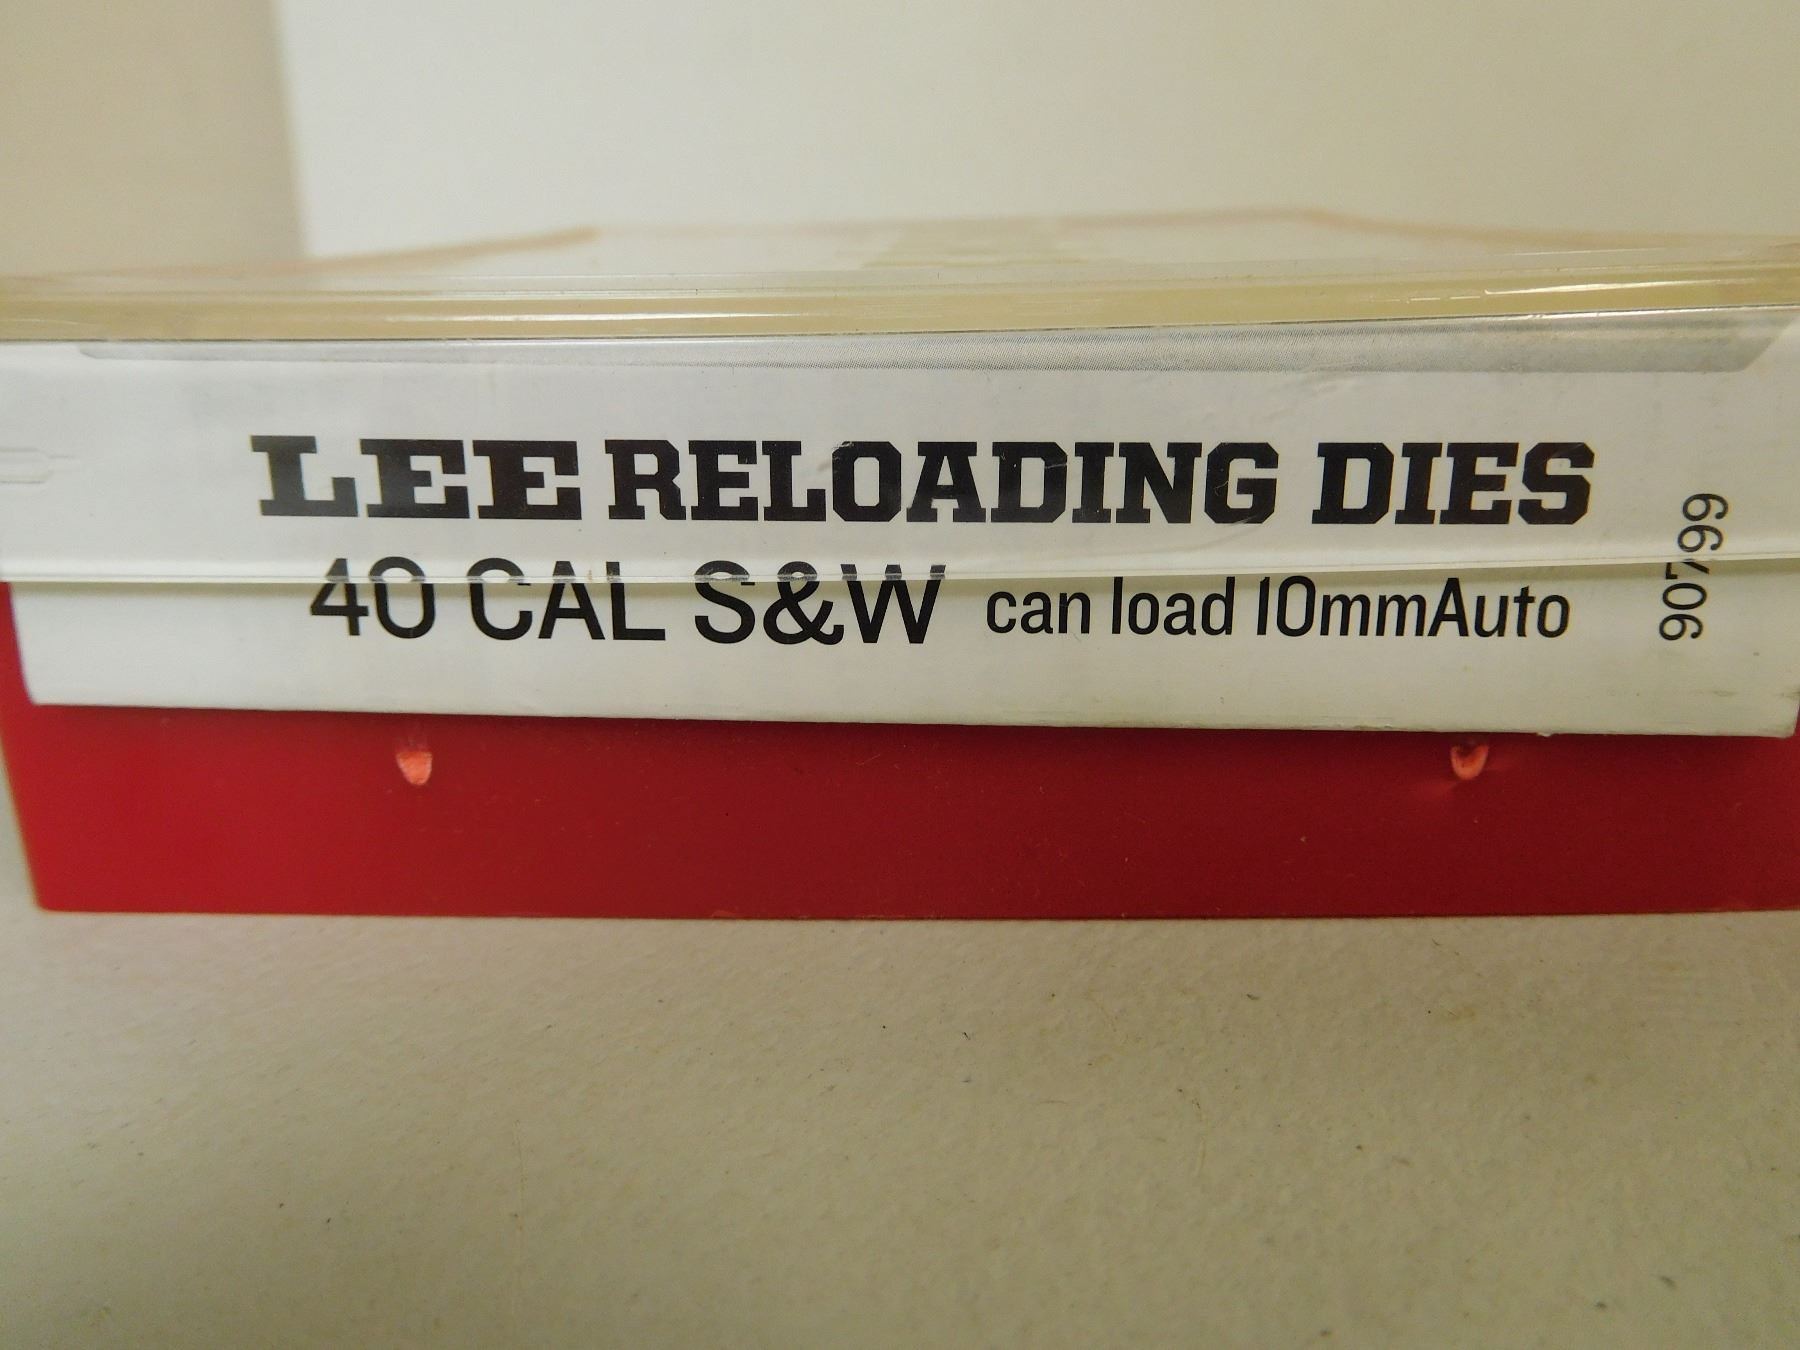 LEE RELOADING DIES
40 CAL S&W can load 10mmAuto
90799